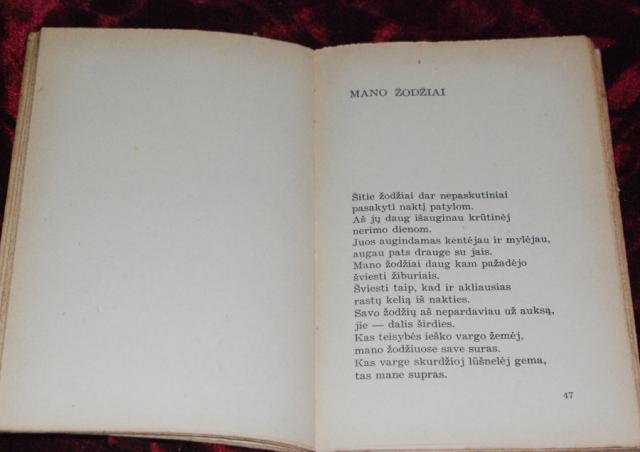 MANO ŽODŽIAI
Šitie žodžiai dar nepaskutiniai
pasakyti naktį patylom.
Aš jų daug išauginau krūtinėj
nerimo dienom.
Juos augindamas kentėjau ir mylėjau,
augau pats drauge su jais.
Mano žodžiai daug kam pažadėjo
šviesti žiburiais.
Šviesti taip, kad ir akliausias
rastų kelią iš nakties.
Savo žodžių aš nepardaviau už auksą,
jie — dalis širdies.
Kas teisybės ieško vargo žemėj,
mano žodžiuose save suras.
Kas varge skurdžioj lūšnelėj gema,
tas mane supras.
47